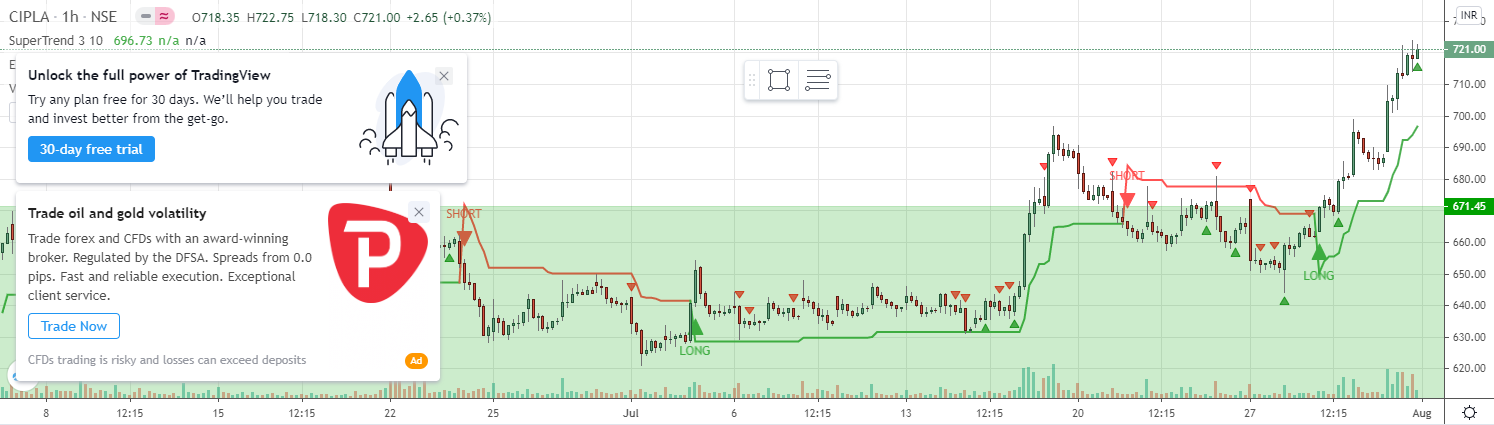 CIPLA · 1h · NSE
O718.35 H722.75 L718.30 C721.00 +2.65 (+0.37%)
INR
SuperTrend 3 10 696.73 n/a n/a
721.00
E
Unlock the full power of TradingView
Try any plan free for 30 days. We'll help you trade
and invest better from the get-go.
30-day free trial
V
710.00
700.00
690.00
680.00
671.45
660.00
650.00
640.00
630.00
620.00
SHORT
SHORT
LONG
LONG
Trade oil and gold volatility
Trade forex and CFDs with an award-winning
broker. Regulated by the DFSA. Spreads from 0.0
pips. Fast and reliable execution. Exceptional
client service.
P
Trade Now
CFDs trading is risky and losses can exceed deposits
Ad
8 12:15 15 12:15 22 25 Jul 6 12:15 13 12:15 20 12:15 27 12:15 Aug